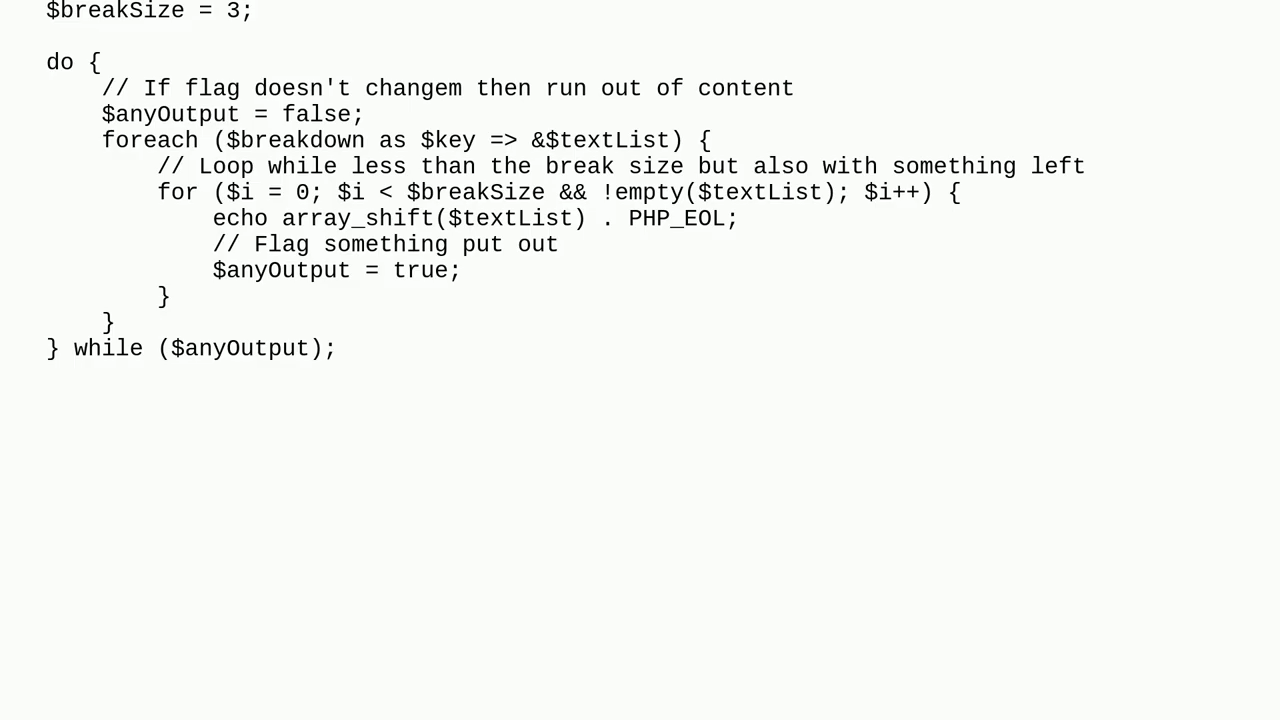 $breakSize = 3;
do {
// If flag doesn't changem then run out of content
$anyOutput = false;
foreach ($breakdown as $key => &$textList) {
// Loop while less than the break size but also with something left
for ($i = 0; $i < $breakSize && !empty($textList); $i++) {
echo array_shift($textList) . PHP_EOL;
// Flag something put out
$anyOutput = true;
}
}
} while ($anyOutput);